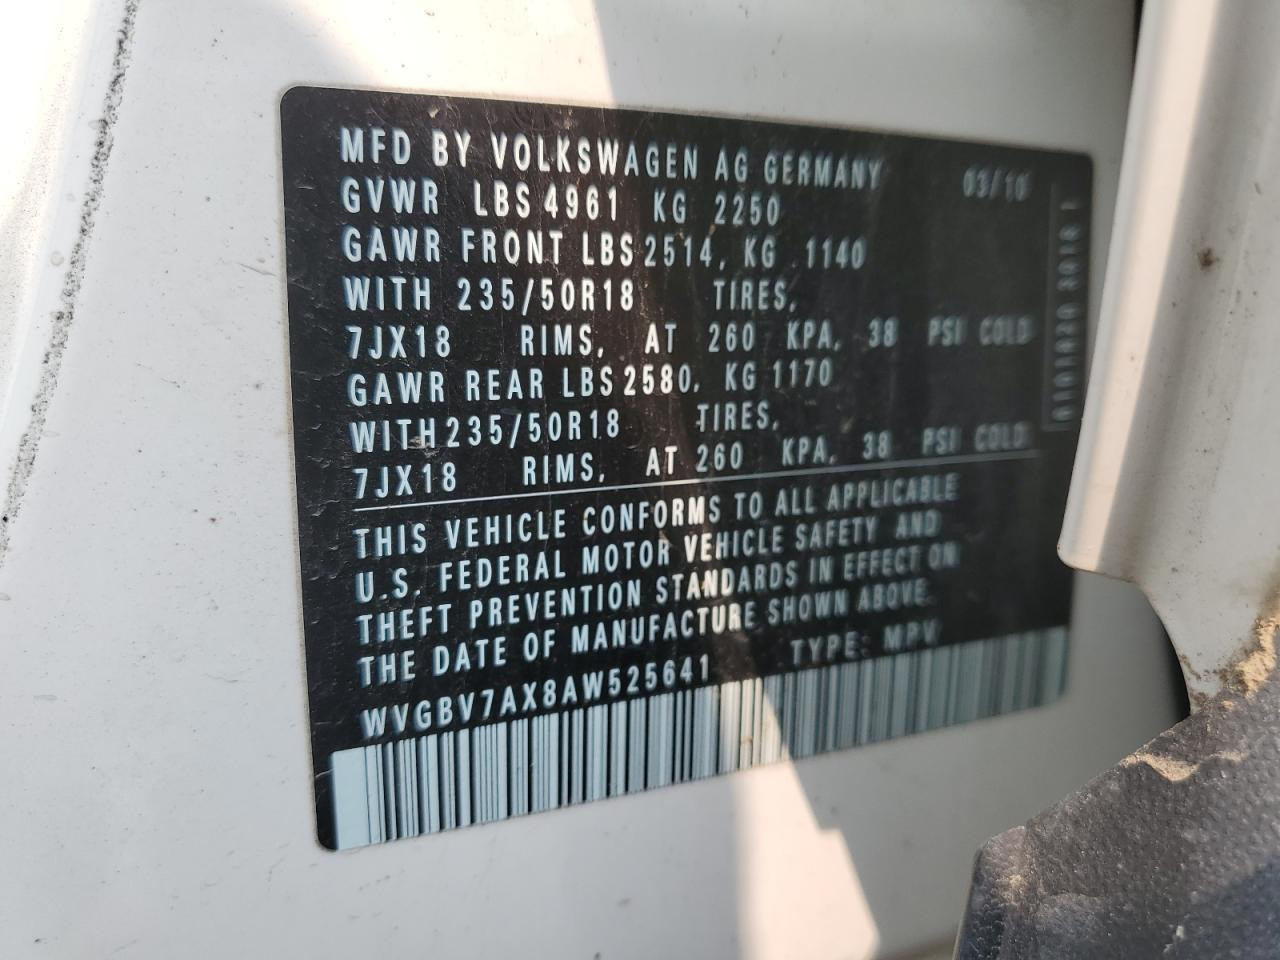 MFD BY VOLKSWAGEN AG GERMANY 03/10
GVWR LBS 4961 KG 2250
GAWR FRONT LBS 2514, KG 1140
WITH 235/50R18 TIRES,
7JX18 RIMS, AT 260 KPA, 38 PSI COLD
GAWR REAR LBS 2580, KG 1170
WITH 235/50R18 TIRES,
7JX18 RIMS, AT 260 KPA, 38 PSI COLD
THIS VEHICLE CONFORMS TO ALL APPLICABLE
U.S. FEDERAL MOTOR VEHICLE SAFETY AND
THEFT PREVENTION STANDARDS IN EFFECT ON
THE DATE OF MANUFACTURE SHOWN ABOVE.
WVGBV7AX8AW525641 TYPE: MPV